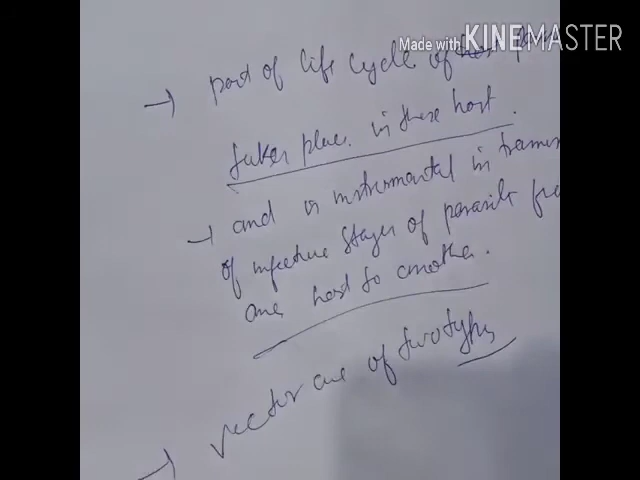 Made with KINEMASTER
→ part of life cycle of
takes place in these host.
→ and is instrumental in
of infective stages of parasite
one host to another.
→ vector are of two types